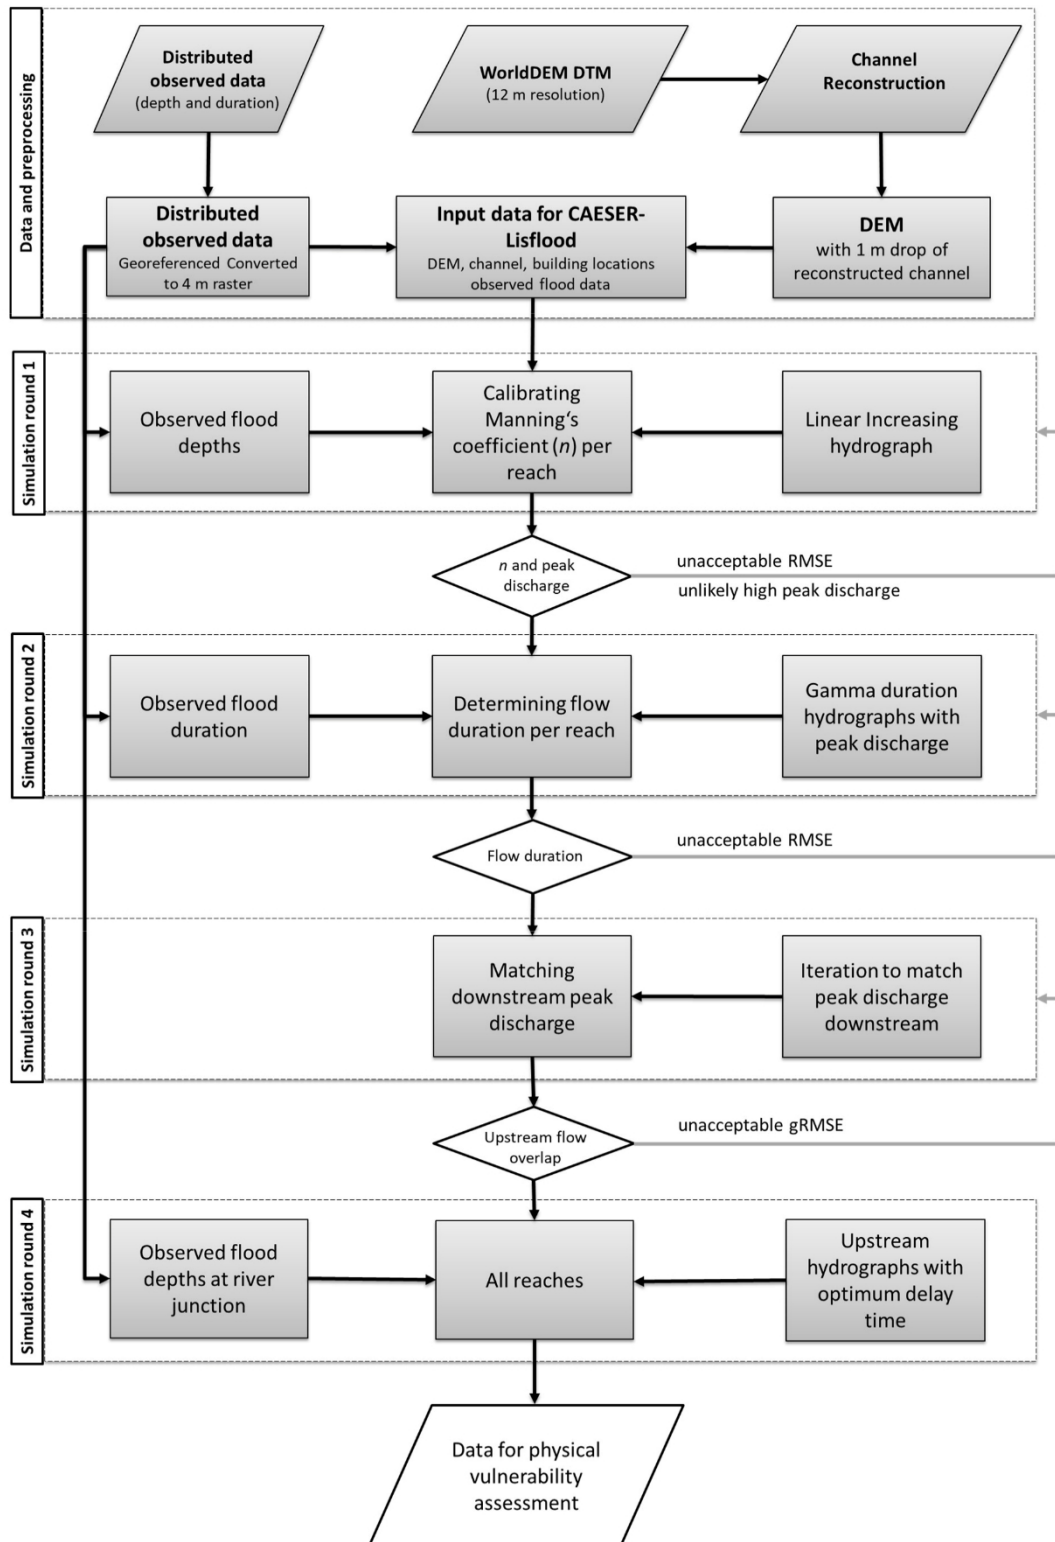 Data and preprocessing
Distributed
observed data
(depth and duration)
WorldDEM DTM
(12 m resolution)
Channel
Reconstruction
Distributed
observed data
Georeferenced Converted
to 4 m raster
Input data for CAESER-
Lisflood
DEM, channel, building locations
observed flood data
DEM
with 1 m drop of
reconstructed channel
Simulation round 1
Observed flood
depths
Calibrating
Manning‘s
coefficient (n) per
reach
Linear Increasing
hydrograph
n and peak
discharge
unacceptable RMSE
unlikely high peak discharge
Simulation round 2
Observed flood
duration
Determining flow
duration per reach
Gamma duration
hydrographs with
peak discharge
Flow duration
unacceptable RMSE
Simulation round 3
Matching
downstream peak
discharge
Iteration to match
peak discharge
downstream
Upstream flow
overlap
unacceptable gRMSE
Simulation round 4
Observed flood
depths at river
junction
All reaches
Upstream
hydrographs with
optimum delay
time
Data for physical
vulnerability
assessment